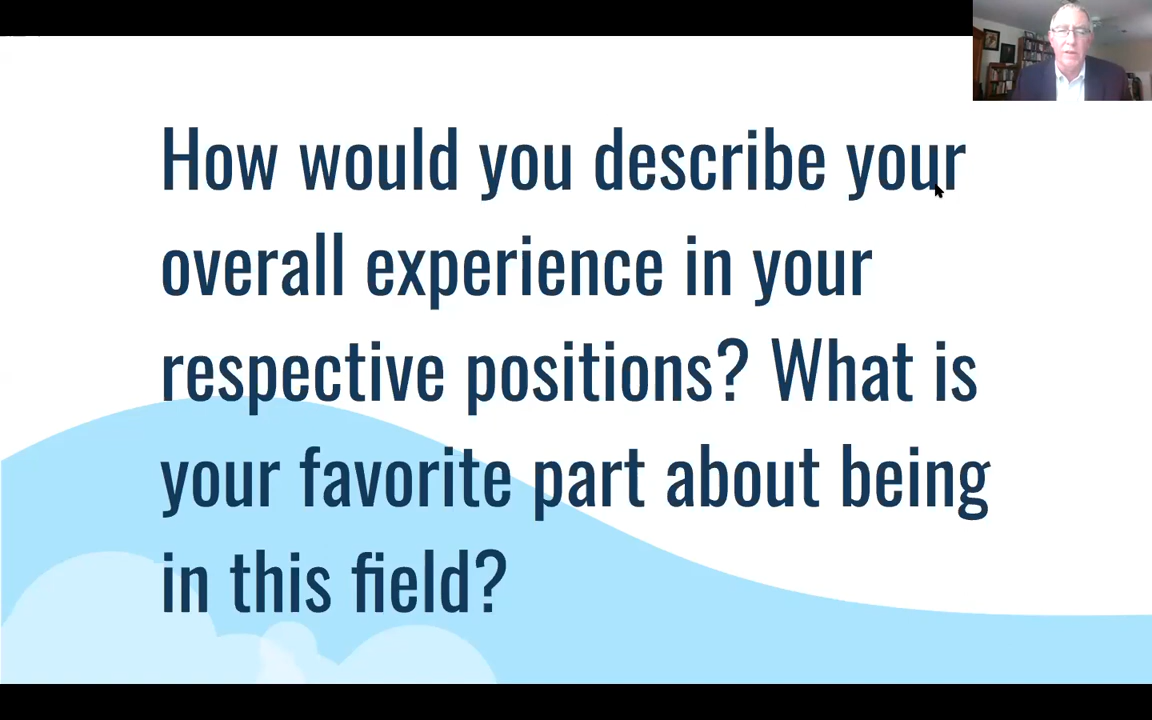 How would you describe your
overall experience in your
respective positions? What is
your favorite part about being
in this field?